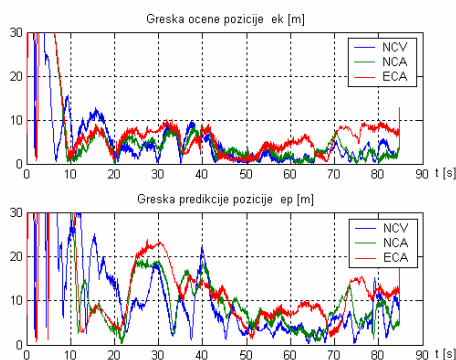 Greska ocene pozicije ek [m]
30
20
10
0
NCV
NCA
ECA
0 10 20 30 40 50 60 70 80 90 t [s]
Greska predikcije pozicije ep [m]
30
20
10
0
NCV
NCA
ECA
0 10 20 30 40 50 60 70 80 90 t [s]